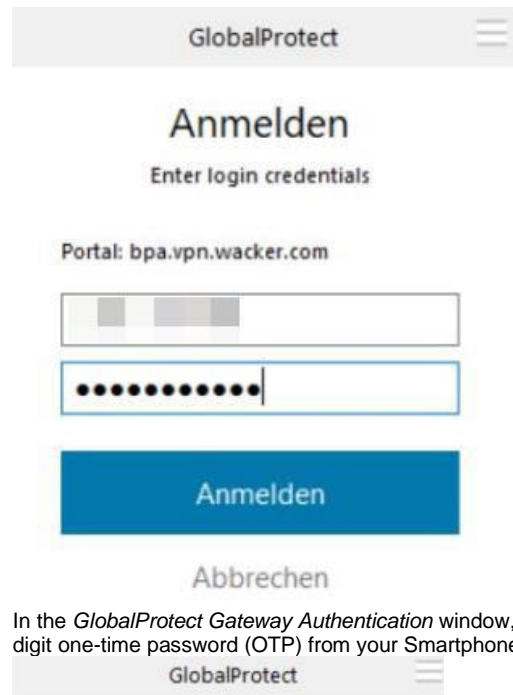 GlobalProtect
Anmelden
Enter login credentials
Portal: bpa.vpn.wacker.com
Anmelden
Abbrechen
In the GlobalProtect Gateway Authentication window,
digit one-time password (OTP) from your Smartphone
GlobalProtect